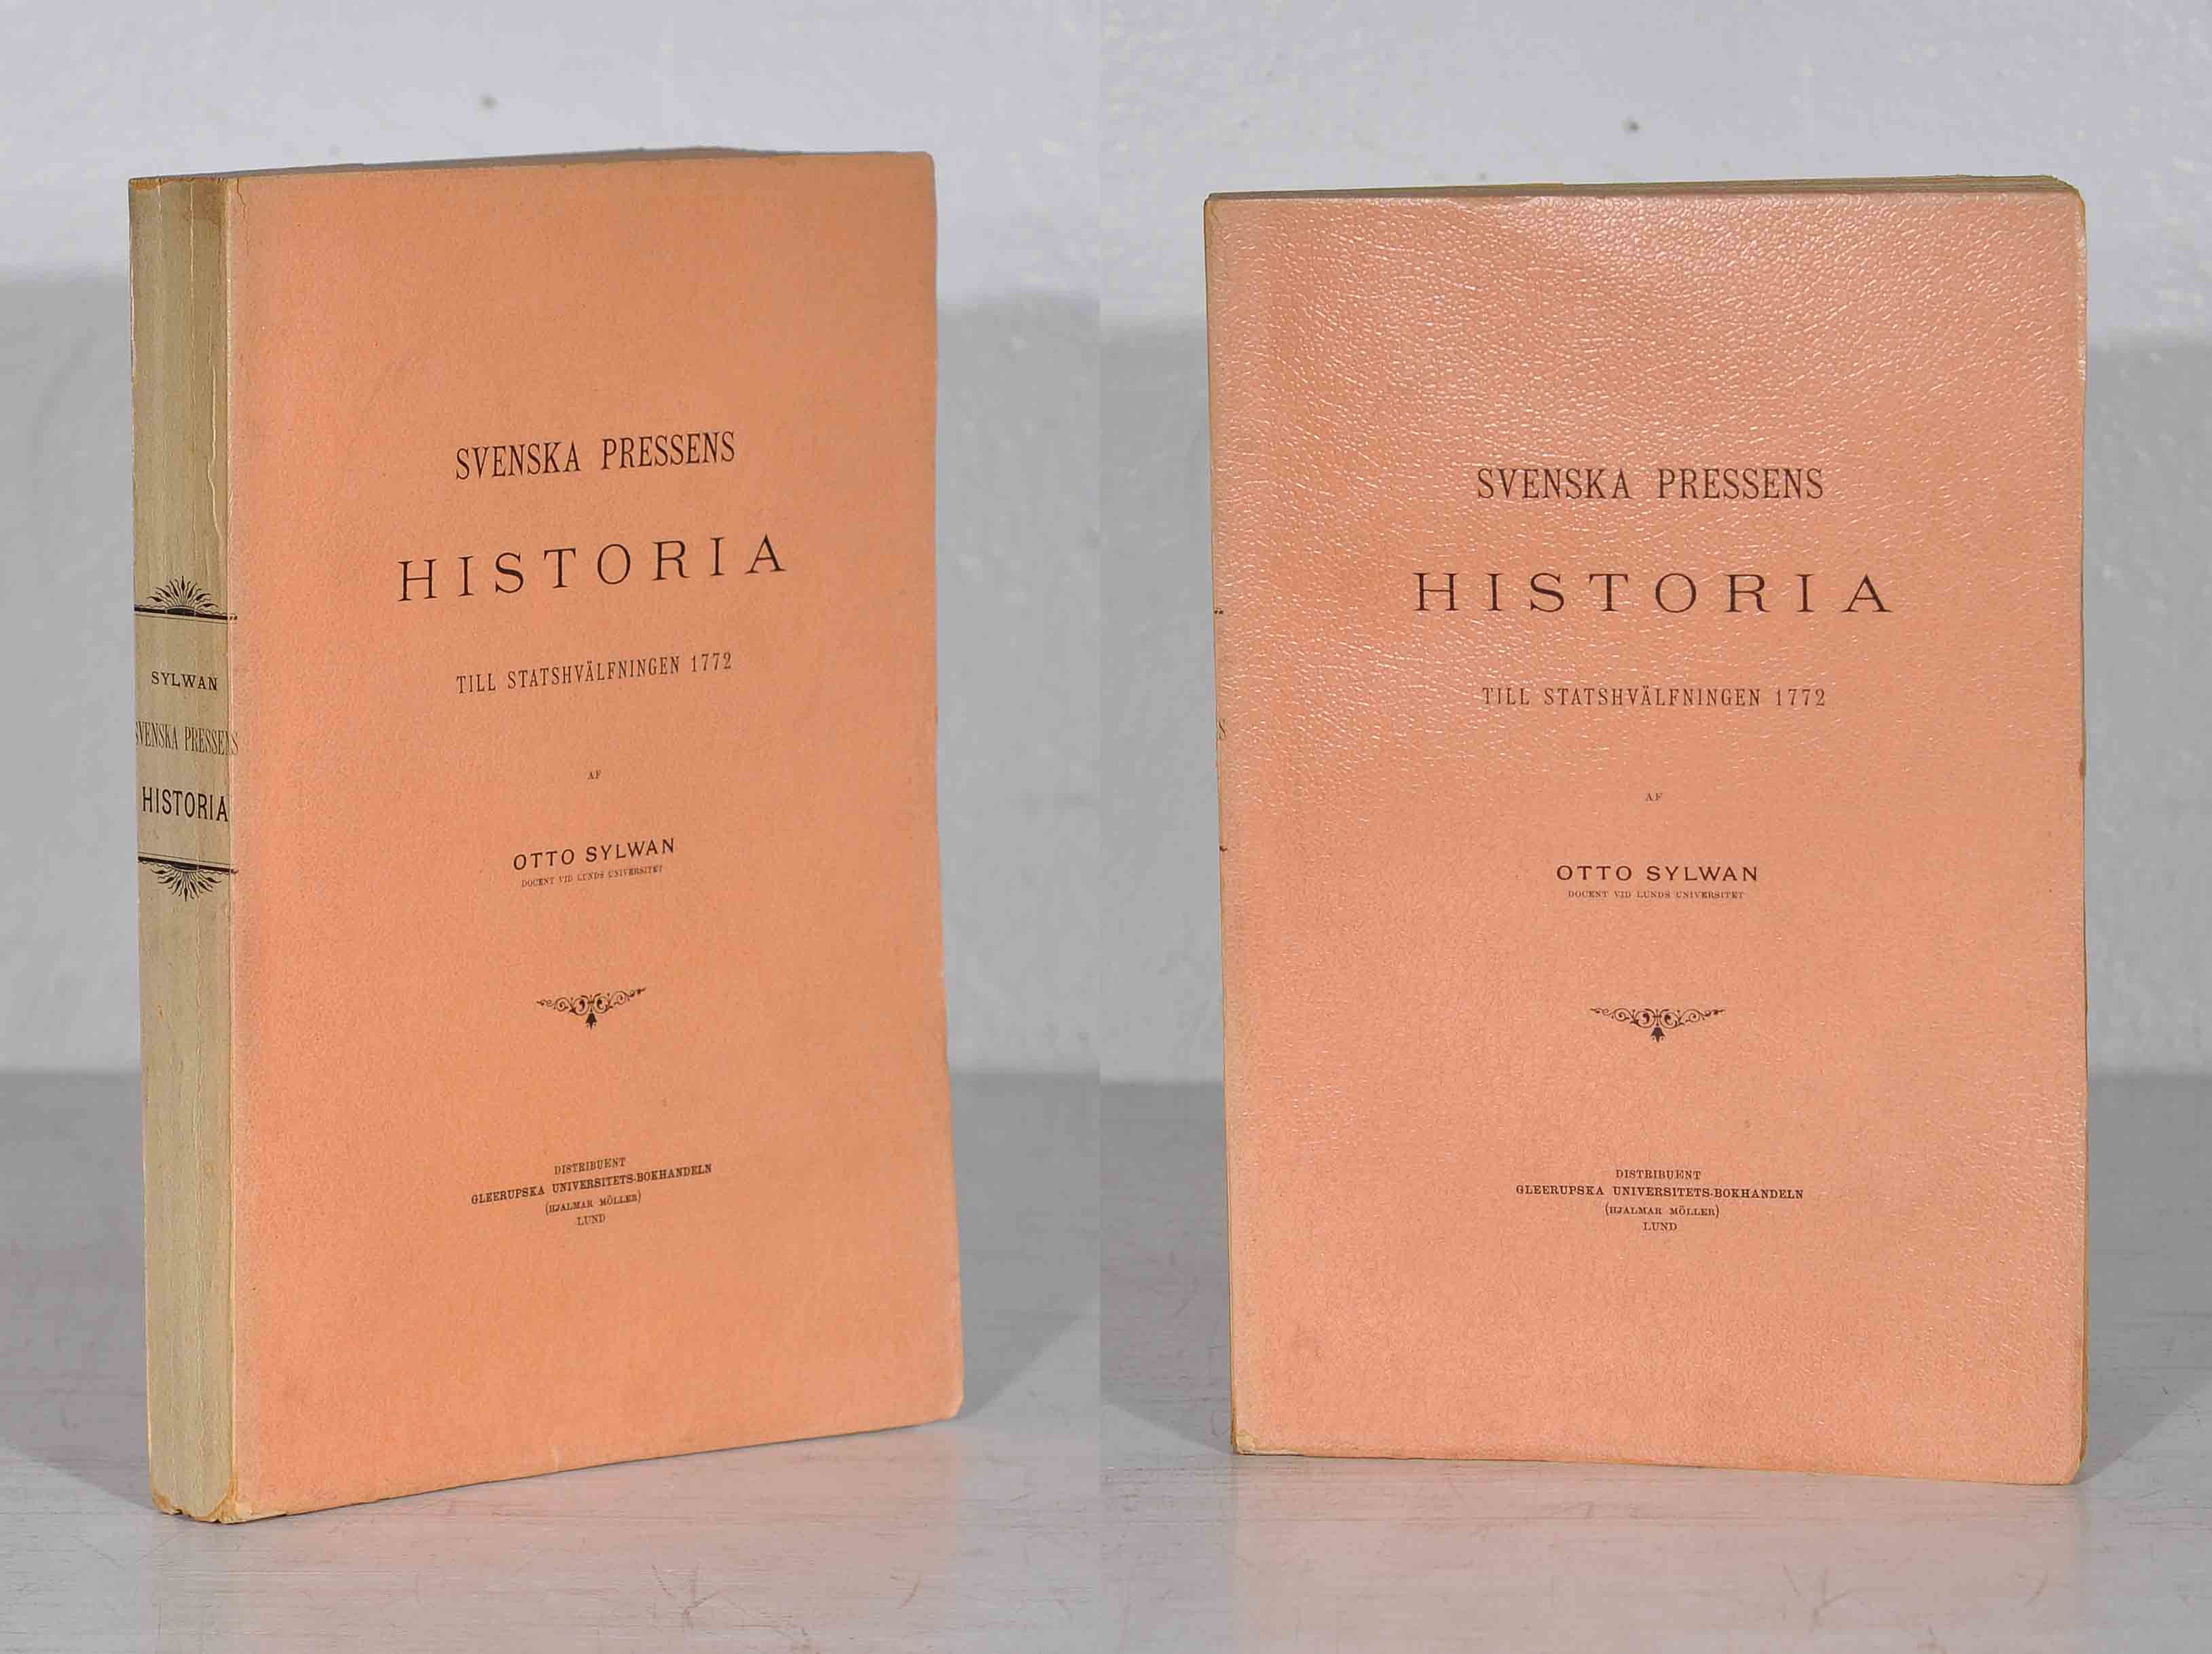 SYLWAN
SVENSKA PRESSENS
HISTORIA
SVENSKA PRESSENS
HISTORIA
TILL STATSHVÄLFNINGEN 1772
AF
OTTO SYLWAN
DOCENT VID LUNDS UNIVERSITET
DISTRIBUENT
GLEERUPSKA UNIVERSITETS-BOKHANDELN
(HJALMAR MÖLLER)
LUND
S
SVENSKA PRESSENS
HISTORIA
TILL STATSHVÄLFNINGEN 1772
AF
OTTO SYLWAN
DOCENT VID LUNDS UNIVERSITET
DISTRIBUENT
GLEERUPSKA UNIVERSITETS-BOKHANDELN
(HJALMAR MÖLLER)
LUND